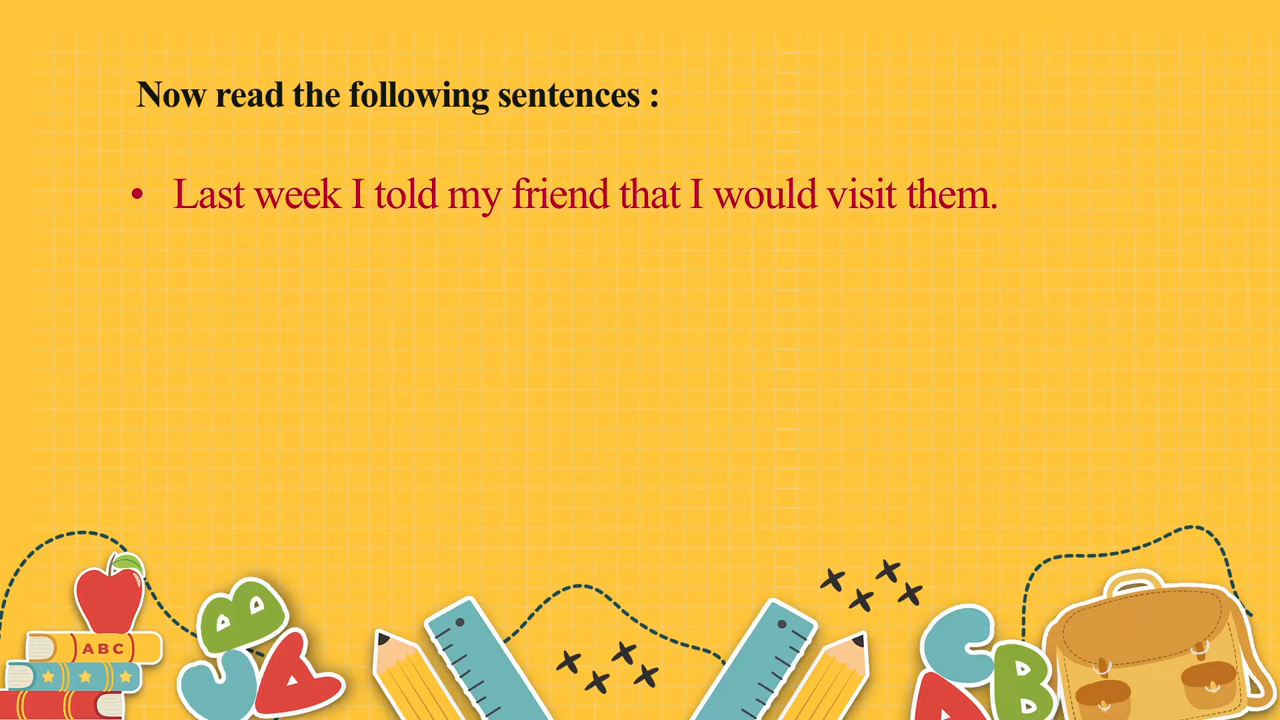 Now read the following sentences :
• Last week I told my friend that I would visit them.
ABC
B
C
A
C
B
A